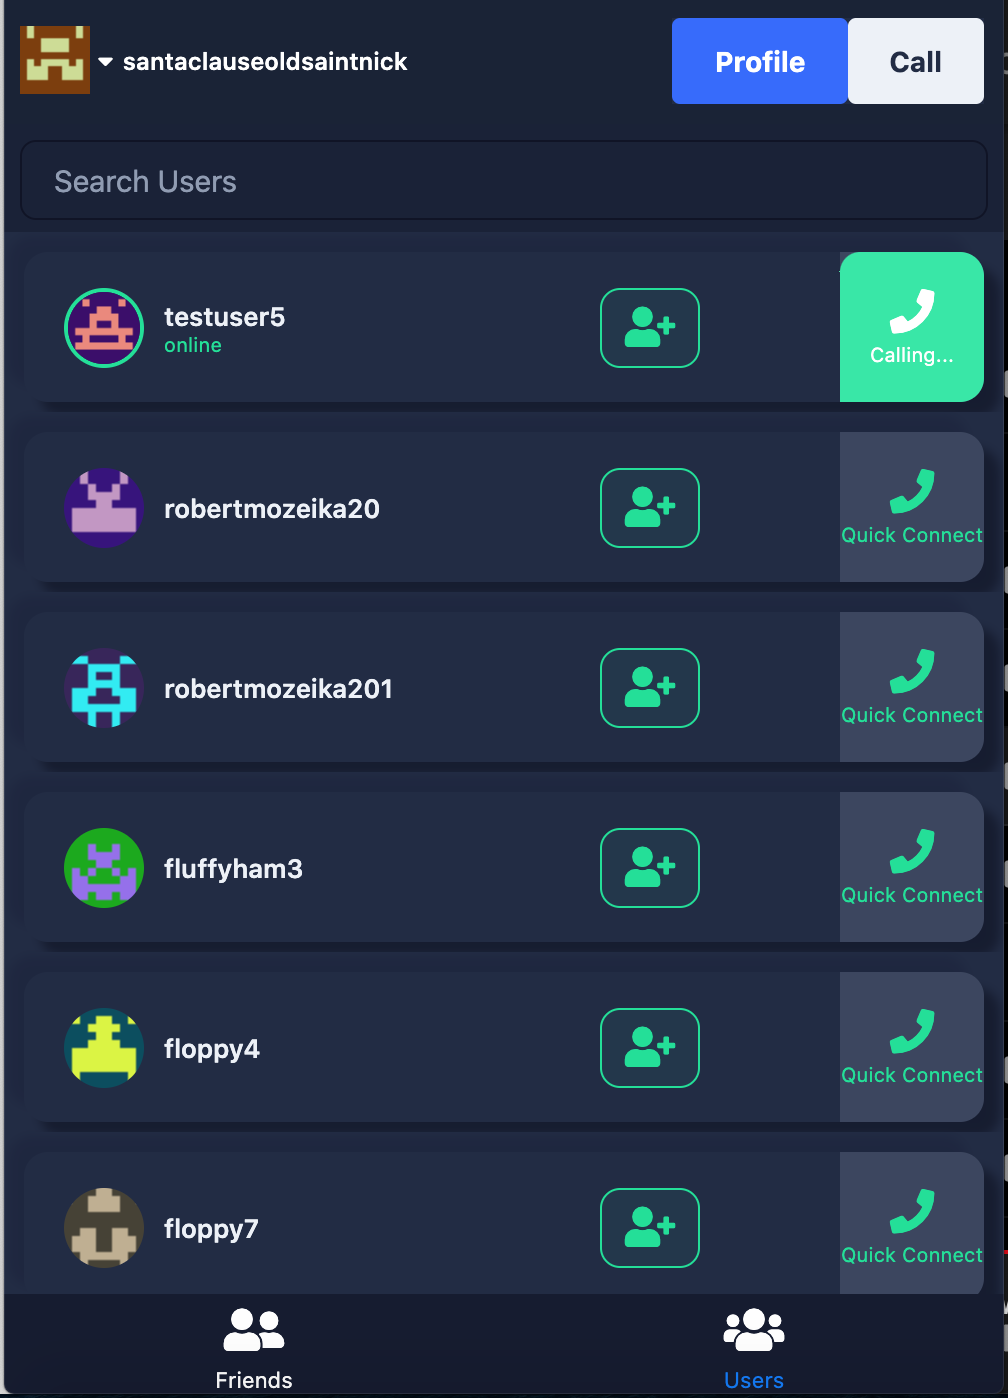 santaclauseoldsaintnick
Profile
Call
Search Users
testuser5
online
Calling...
robertmozeika20
Quick Connect
robertmozeika201
Quick Connect
fluffyham3
Quick Connect
floppy4
Quick Connect
floppy7
Quick Connect
Friends
Users